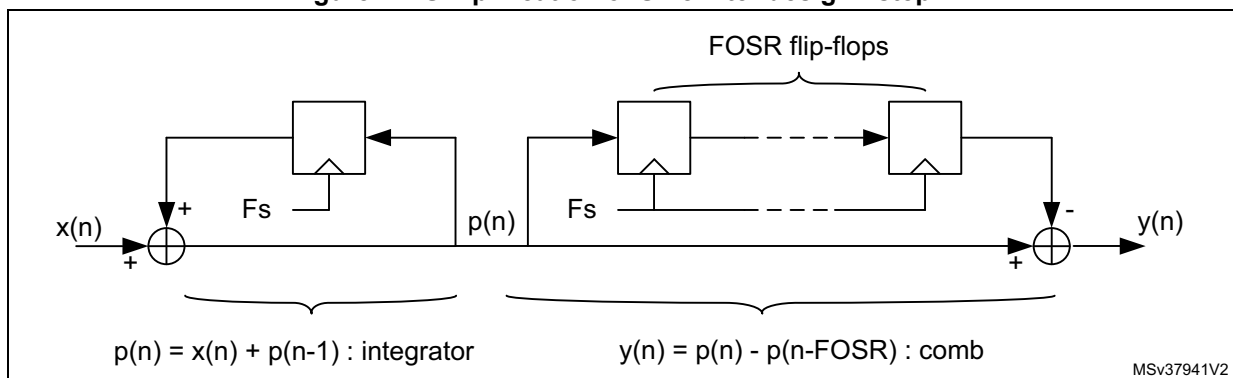 FOSR flip-flops
Fs
Fs
x(n)
+
+
p(n)
+
-
y(n)
p(n) = x(n) + p(n-1) : integrator
y(n) = p(n) - p(n-FOSR) : comb
MSv37941V2